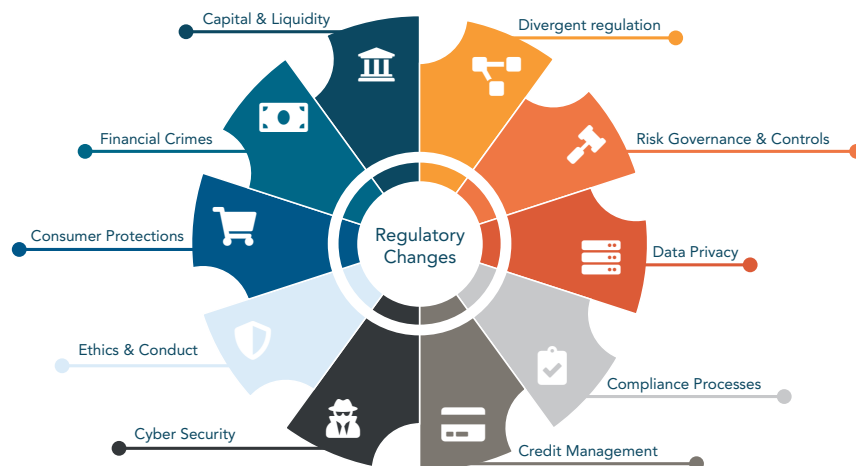 Capital & Liquidity
Divergent regulation
Financial Crimes
Risk Governance & Controls
Consumer Protections
Regulatory
Changes
Data Privacy
Ethics & Conduct
Compliance Processes
Cyber Security
Credit Management